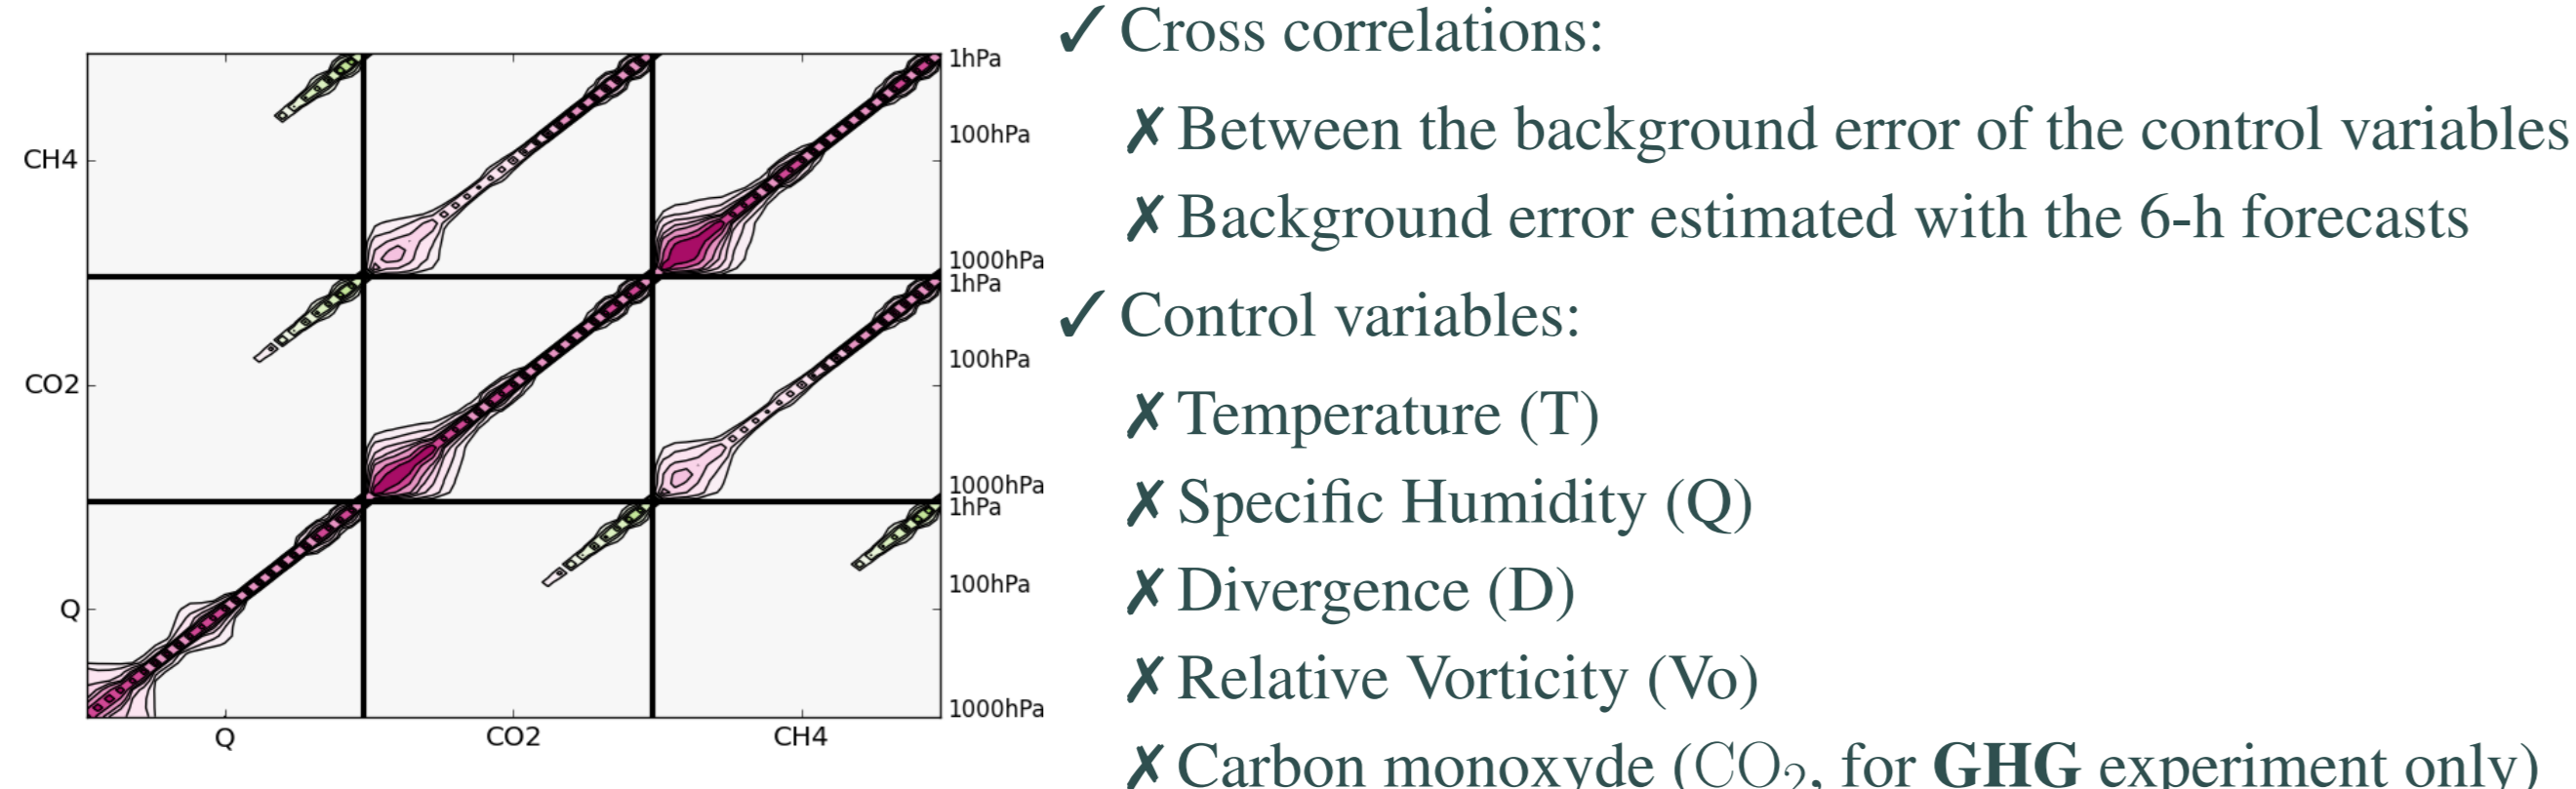 1hPa
CH4
100hPa
1000hPa
1hPa
CO2
100hPa
1000hPa
1hPa
Q
100hPa
1000hPa
Q CO2 CH4
✓ Cross correlations:
✗ Between the background error of the control variables
✗ Background error estimated with the 6-h forecasts
✓ Control variables:
✗ Temperature (T)
✗ Specific Humidity (Q)
✗ Divergence (D)
✗ Relative Vorticity (Vo)
✗ Carbon monoxyde (CO₂, for GHG experiment only)